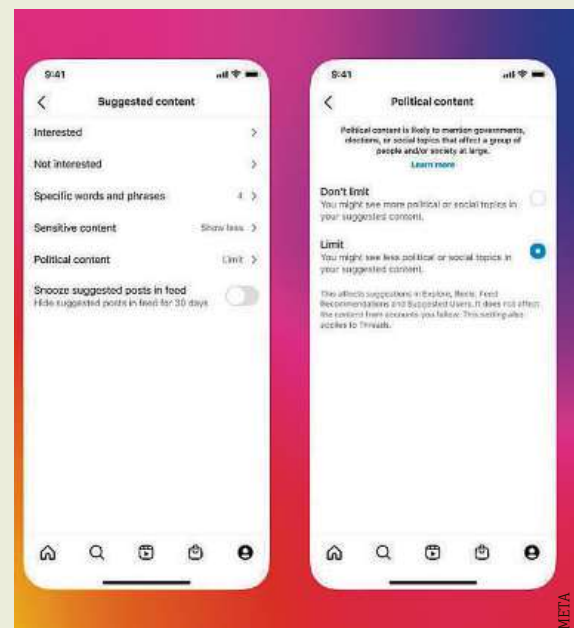 9:41
Suggested content
Interested
Not interested
Specific words and phrases 4
Sensitive content Show less
Political content Limit
Snooze suggested posts in feed
Hide suggested posts in feed for 30 days
9:41
Political content
Political content is likely to mention governments,
elections, or social topics that affect a group of
people and/or society at large.
Learn more
Don't limit
You might see more political or social topics in
your suggested content.
Limit
You might see less political or social topics in
your suggested content.
This affects suggestions in Explore, Reels, Feed
Recommendations and Suggested Users. It does not affect
the content from accounts you follow. This setting also
applies to Threads.
META